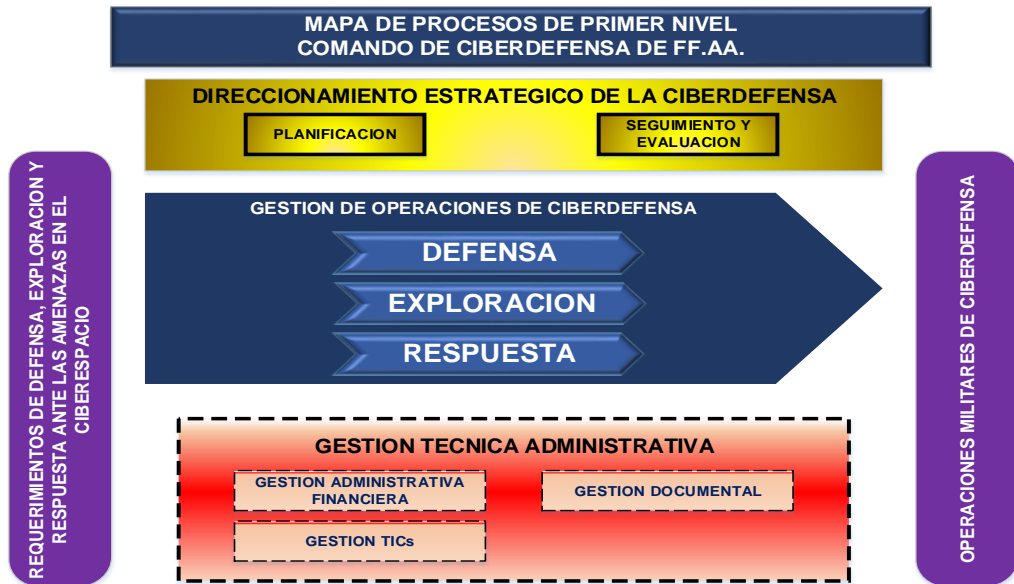 MAPA DE PROCESOS DE PRIMER NIVEL
COMANDO DE CIBERDEFENSA DE FF.AA.
DIRECCIONAMIENTO ESTRATEGICO DE LA CIBERDEFENSA
PLANIFICACION
SEGUIMIENTO Y
EVALUACION
REQUERIMIENTOS DE DEFENSA, EXPLORACION Y
RESPUESTA ANTE LAS AMENAZAS EN EL
CIBERESPACIO
GESTION DE OPERACIONES DE CIBERDEFENSA
DEFENSA
EXPLORACION
RESPUESTA
OPERACIONES MILITARES DE CIBERDEFENSA
GESTION TECNICA ADMINISTRATIVA
GESTION ADMINISTRATIVA
FINANCIERA
GESTION DOCUMENTAL
GESTION TICs